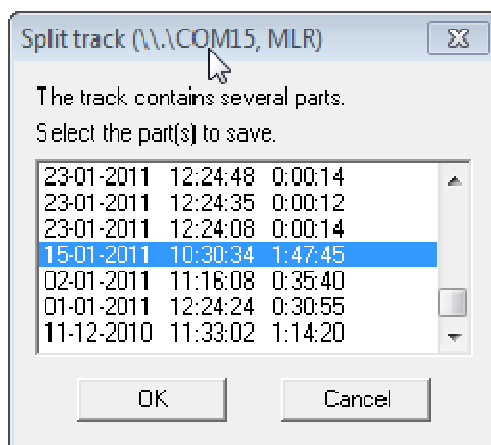 Split track (\\.\COM15, MLR)
The track contains several parts.
Select the part(s) to save.
23-01-2011 12:24:48 0:00:14
23-01-2011 12:24:35 0:00:12
23-01-2011 12:24:08 0:00:14
15-01-2011 10:30:34 1:47:45
02-01-2011 11:16:08 0:35:40
01-01-2011 12:24:24 0:30:55
11-12-2010 11:33:02 1:14:20
OK Cancel